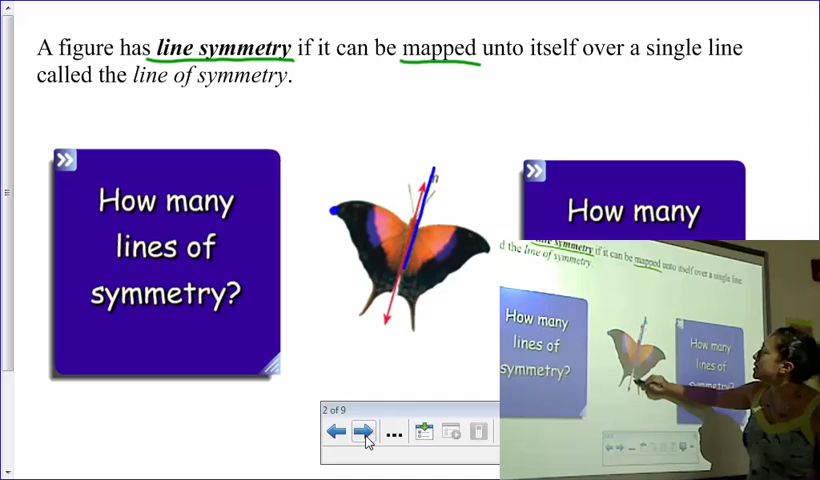 A figure has line symmetry if it can be mapped unto itself over a single line
called the line of symmetry.
How many
lines of
symmetry?
n
How many
2 of 9
line symmetry if it can be mapped unto itself over a single line
d the line of symmetry.
How many
lines of
symmetry?
How many
lines of
symmetry?